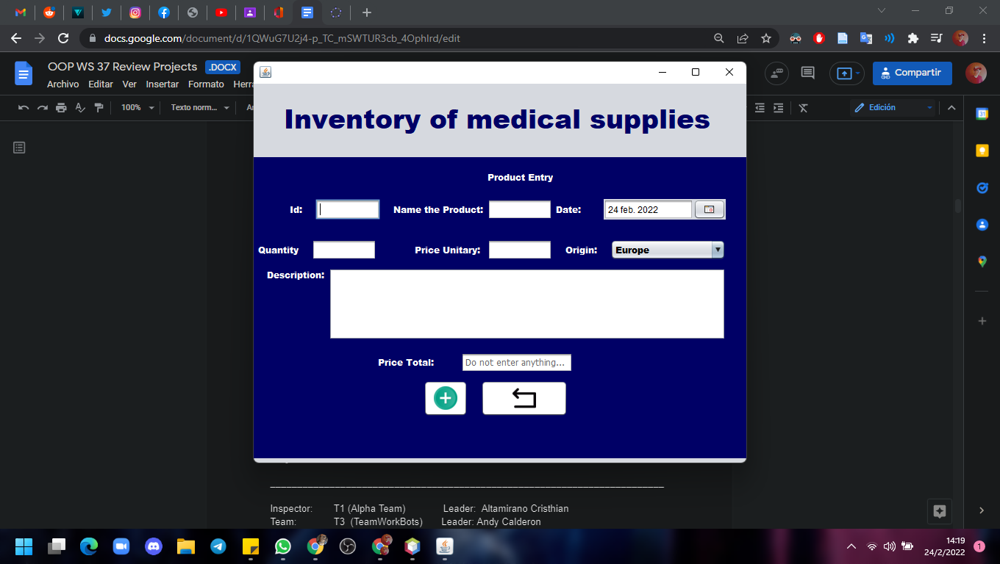 docs.google.com/document/d/1QWuG7U2j4-p_TC_mSWTUR3cb_4OphIrd/edit
OOP WS 37 Review Projects .DOCX
Archivo Editar Ver Insertar Formato Herra
Compartir
100% Texto norm... Ar
Edición
Inventory of medical supplies
Product Entry
Id: Name the Product: Date: 24 feb. 2022
Quantity Price Unitary: Origin: Europe
Description:
Price Total: Do not enter anything...
Inspector: T1 (Alpha Team) Leader: Altamirano Cristhian
Team: T3 (TeamWorkBots) Leader: Andy Calderon
14:19
24/2/2022
1